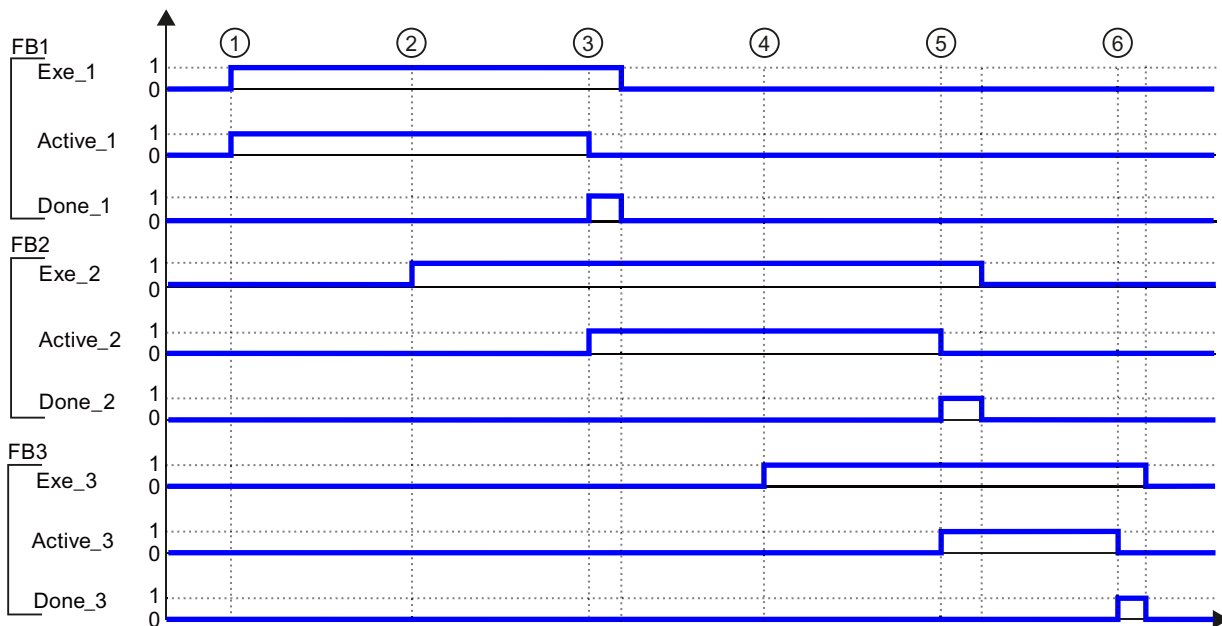 ① ② ③ ④ ⑤ ⑥
FB1
Exe_1 1
0
Active_1 1
0
Done_1 1
0
FB2
Exe_2 1
0
Active_2 1
0
Done_2 1
0
FB3
Exe_3 1
0
Active_3 1
0
Done_3 1
0